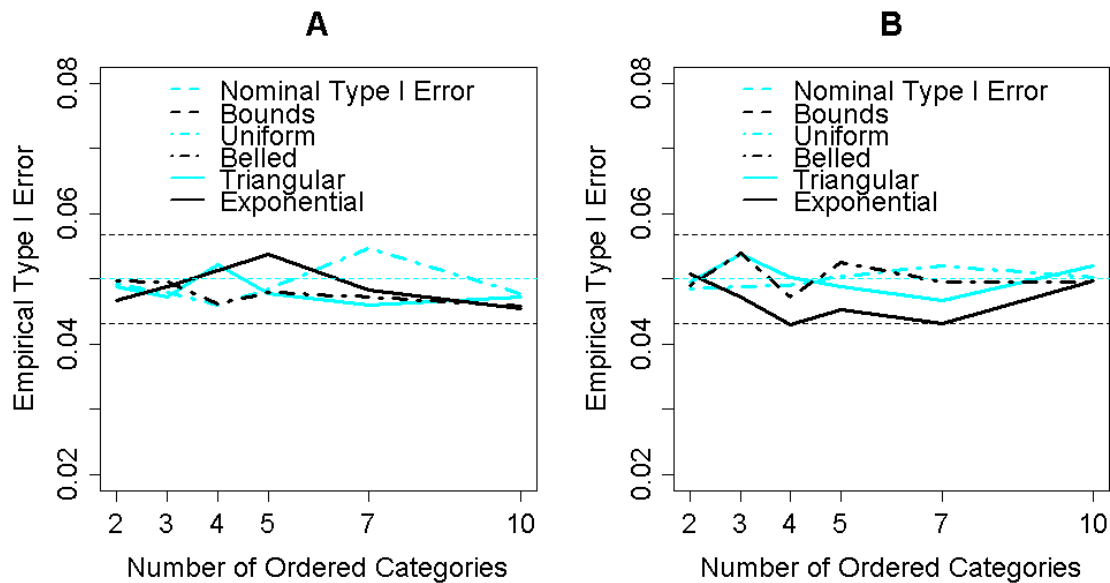 A
Empirical Type I Error
0.08
0.06
0.04
0.02
Nominal Type I Error
Bounds
Uniform
Belled
Triangular
Exponential
2 3 4 5 7 10
Number of Ordered Categories
B
Empirical Type I Error
0.08
0.06
0.04
0.02
Nominal Type I Error
Bounds
Uniform
Belled
Triangular
Exponential
2 3 4 5 7 10
Number of Ordered Categories